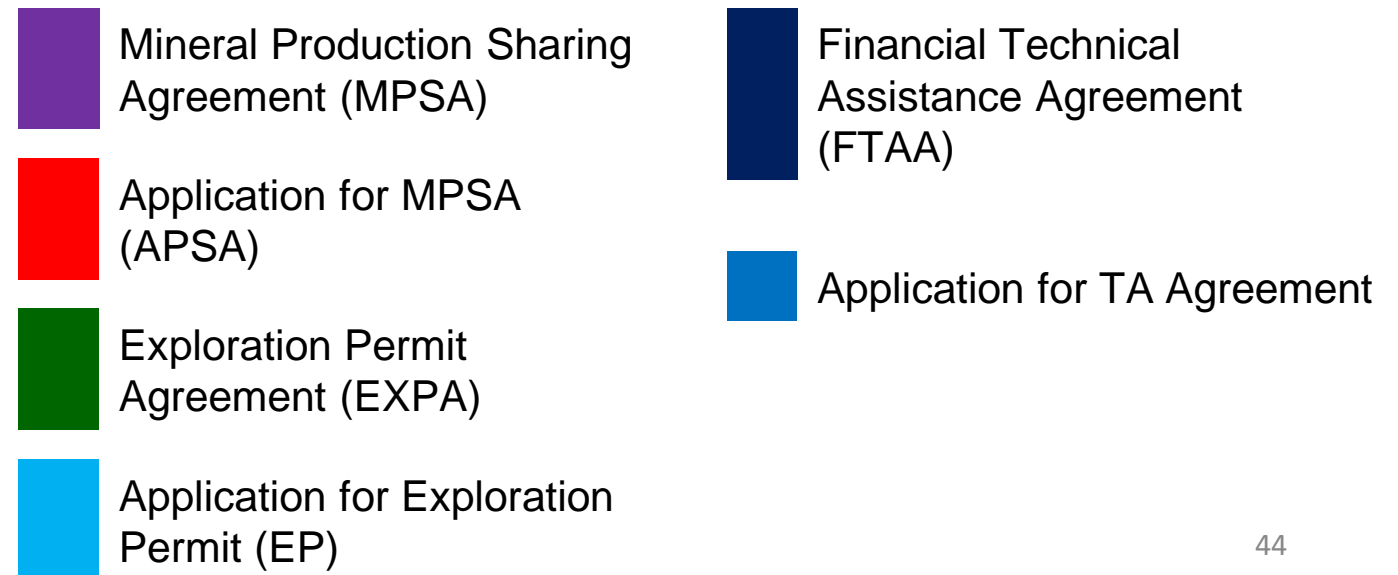 Mineral Production Sharing
Agreement (MPSA)
Application for MPSA
(APSA)
Exploration Permit
Agreement (EXPA)
Application for Exploration
Permit (EP)
Financial Technical
Assistance Agreement
(FTAA)
Application for TA Agreement
44